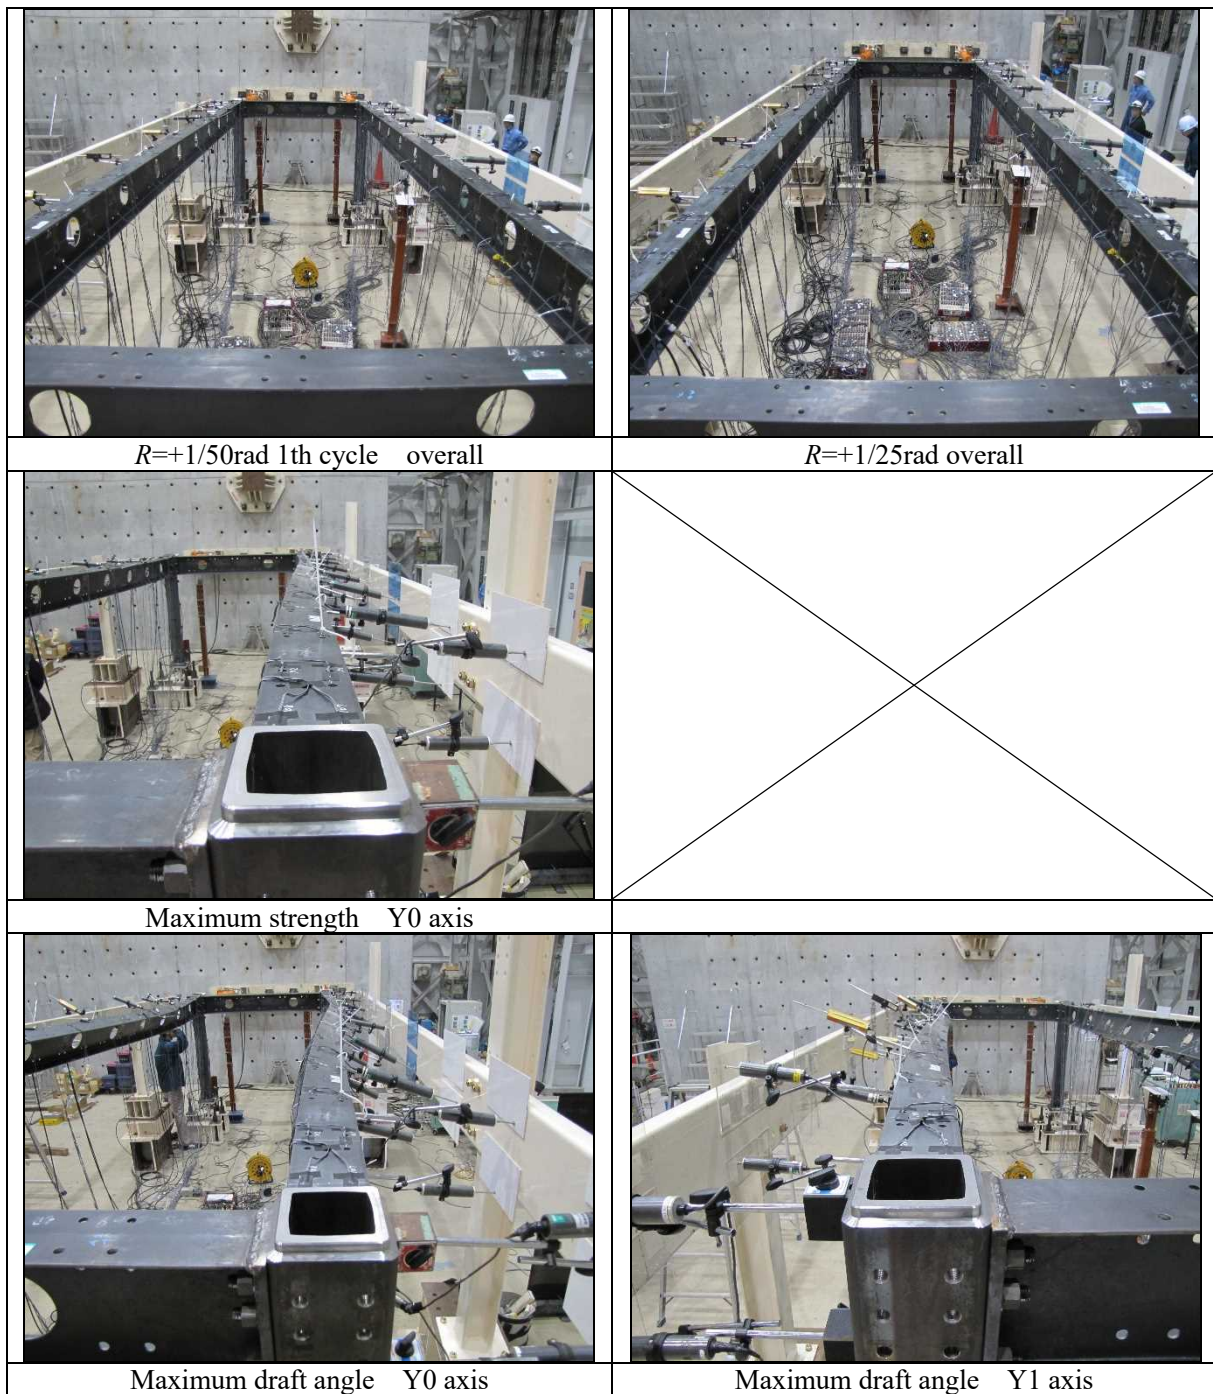 R=+1/50rad 1th cycle overall
R=+1/25rad overall
Maximum strength Y0 axis
Maximum draft angle Y0 axis
Maximum draft angle Y1 axis